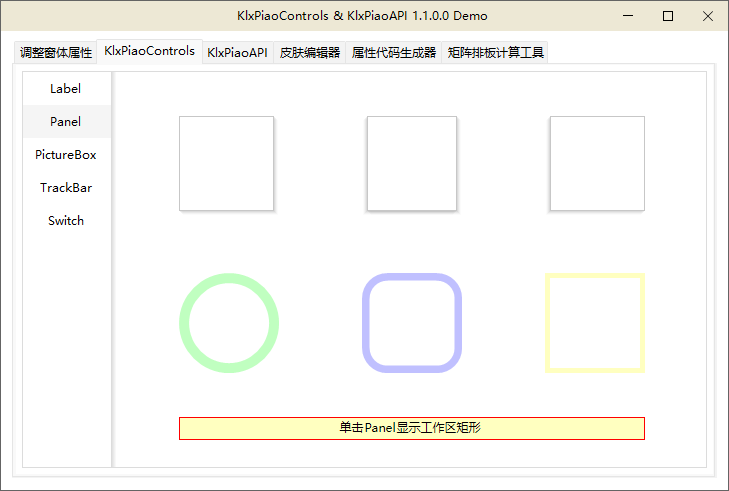 KlxPiaoControls & KlxPiaoAPI 1.1.0.0 Demo
调整窗体属性 KlxPiaoControls KlxPiaoAPI 皮肤编辑器 属性代码生成器 矩阵排板计算工具
Label
Panel
PictureBox
TrackBar
Switch
单击Panel显示工作区矩形